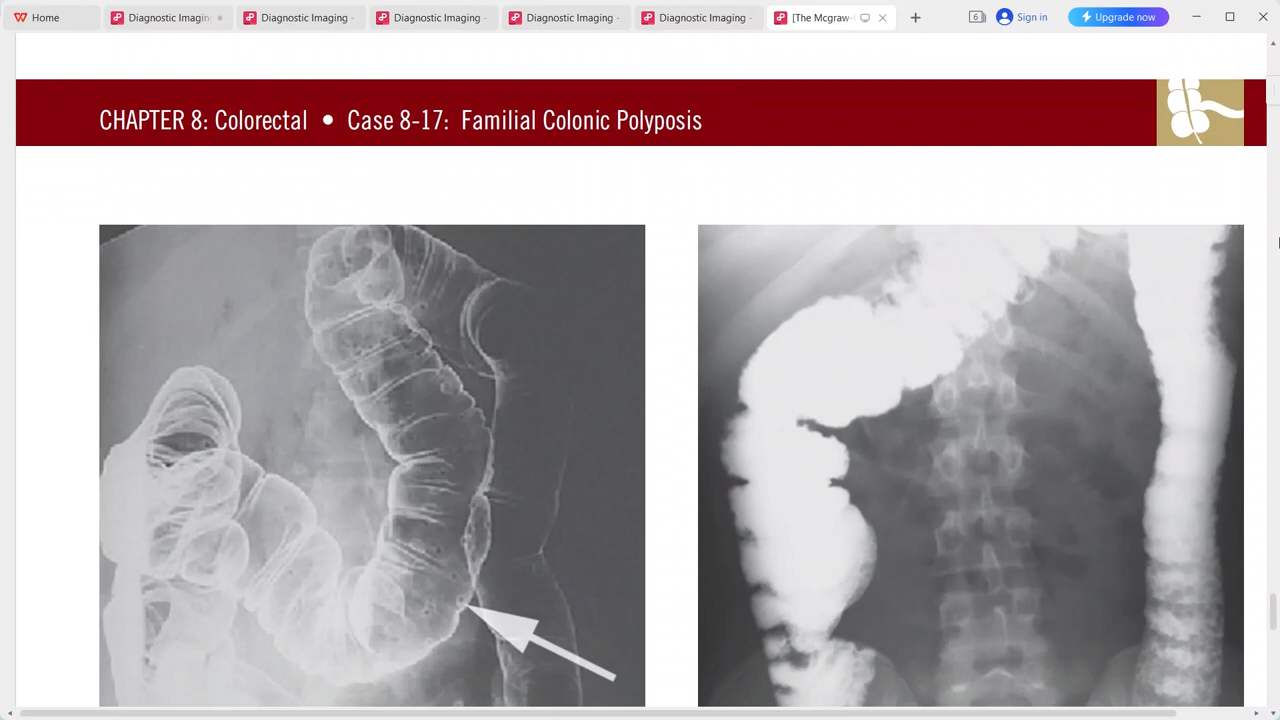 Home
Diagnostic Imagin
Diagnostic Imaging -
Diagnostic Imaging -
Diagnostic Imaging -
Diagnostic Imaging -
[The Mcgraw-
6
Sign in
Upgrade now
CHAPTER 8: Colorectal • Case 8-17: Familial Colonic Polyposis